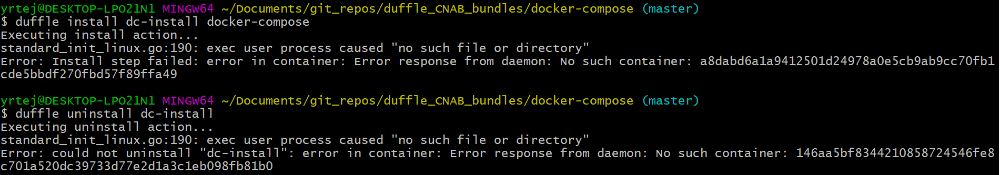 yrtej@DESKTOP-LPO21N1 MINGW64 ~/Documents/git_repos/duffle_CNAB_bundles/docker-compose (master)
$ duffle install dc-install docker-compose
Executing install action...
standard_init_linux.go:190: exec user process caused "no such file or directory"
Error: Install step failed: error in container: Error response from daemon: No such container: a8dabd6a1a9412501d24978a0e5cb9ab9cc70fb1
cde5bbdf270fbd57f89ffa49
yrtej@DESKTOP-LPO21N1 MINGW64 ~/Documents/git_repos/duffle_CNAB_bundles/docker-compose (master)
$ duffle uninstall dc-install
Executing uninstall action...
standard_init_linux.go:190: exec user process caused "no such file or directory"
Error: could not uninstall "dc-install": error in container: Error response from daemon: No such container: 146aa5bf8344210858724546fe8
c701a520dc39733d77e2d1a3c1eb098fb81b0